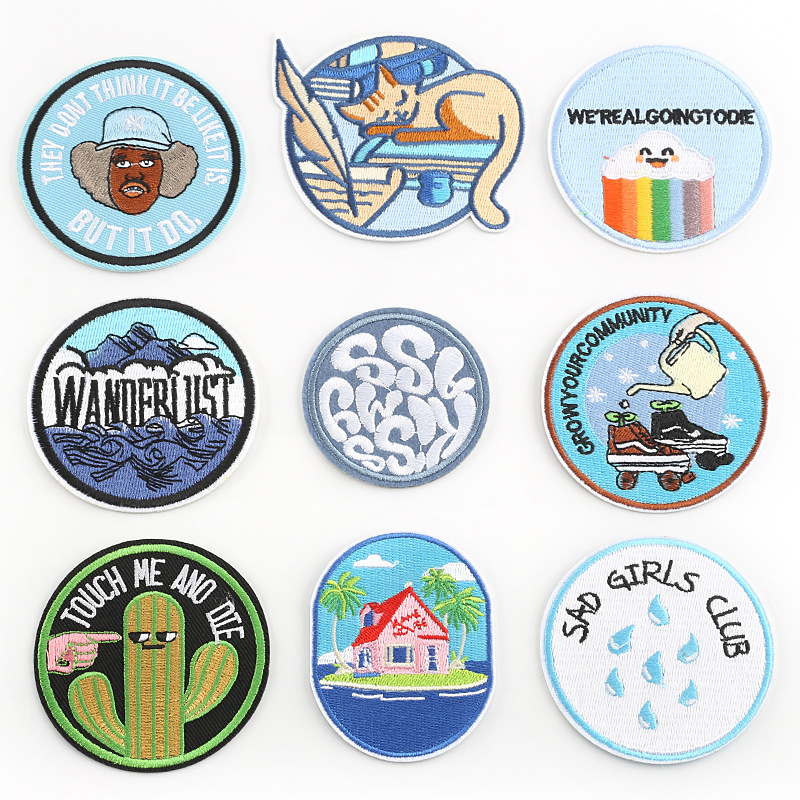 THEY DONT THINK IT BE LIKE IT IS
BUT IT DO.
WE'REALGOINGTODIE
WANDERLUST
GROWYOURCOMMUNITY
TOUCH ME AND DIE
SAD GIRLS CLUB